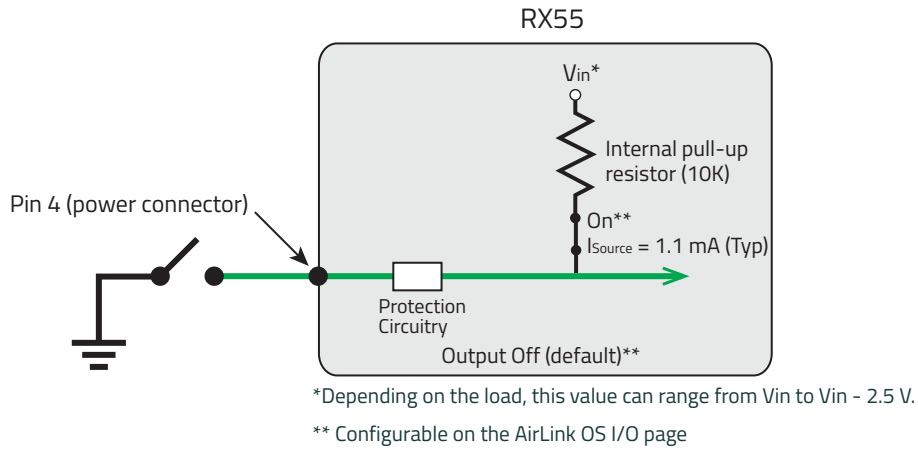 RX55
Vin*
Internal pull-up
resistor (10K)
Pin 4 (power connector)
On**
ISource = 1.1 mA (Typ)
Protection
Circuitry
Output Off (default)**
*Depending on the load, this value can range from Vin to Vin - 2.5 V.
** Configurable on the AirLink OS I/O page